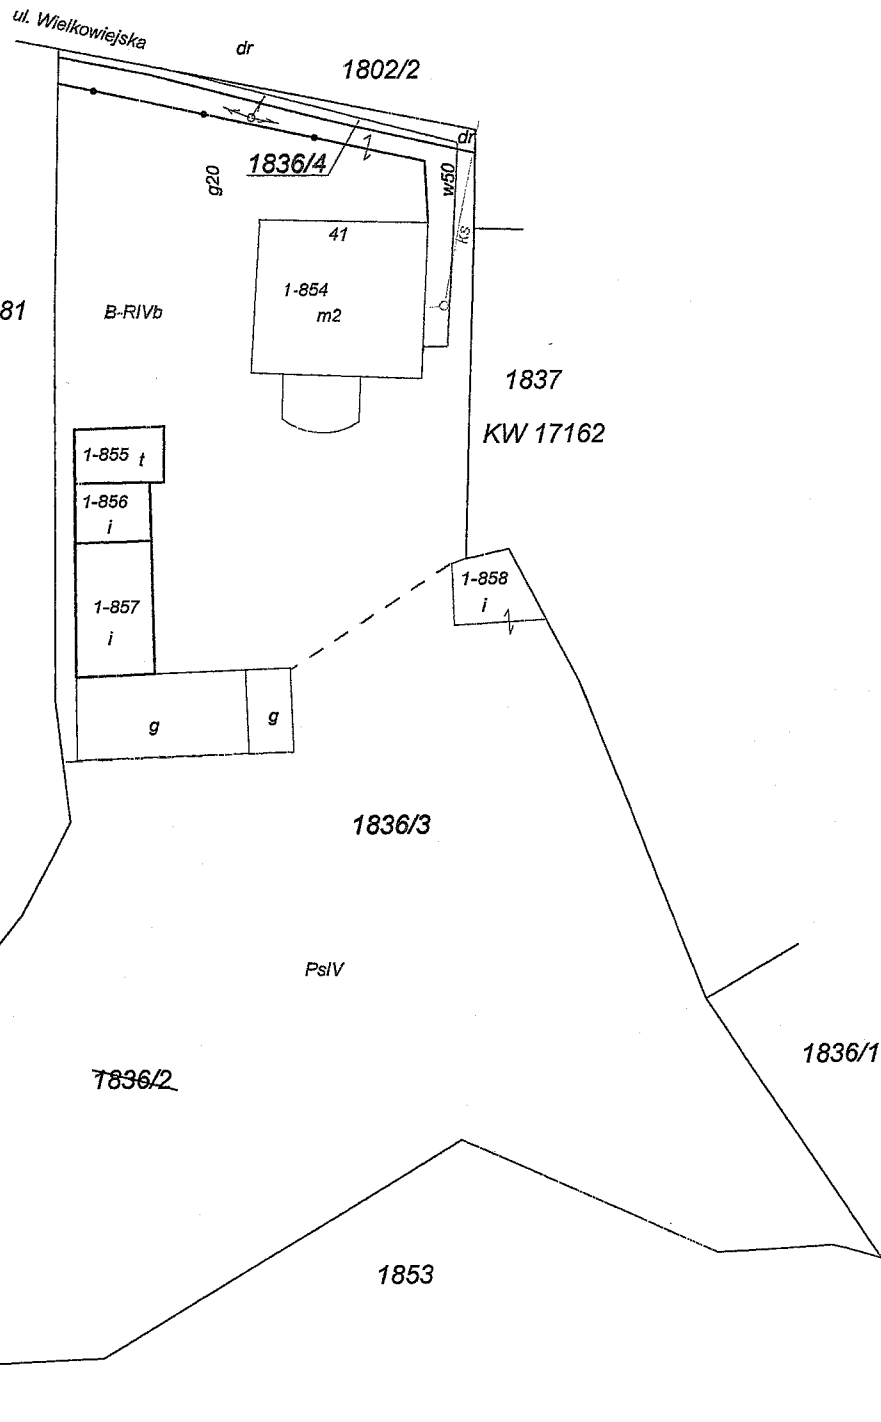 ul. Wielkowiejska
dr
1802/2
dr
1836/4
g20
w50
ks
41
1-854
m2
81
B-RIVb
1837
KW 17162
1-855 t
1-856
i
1-858
i
1-857
i
g
g
1836/3
PsIV
1836/1
1836/2
1853